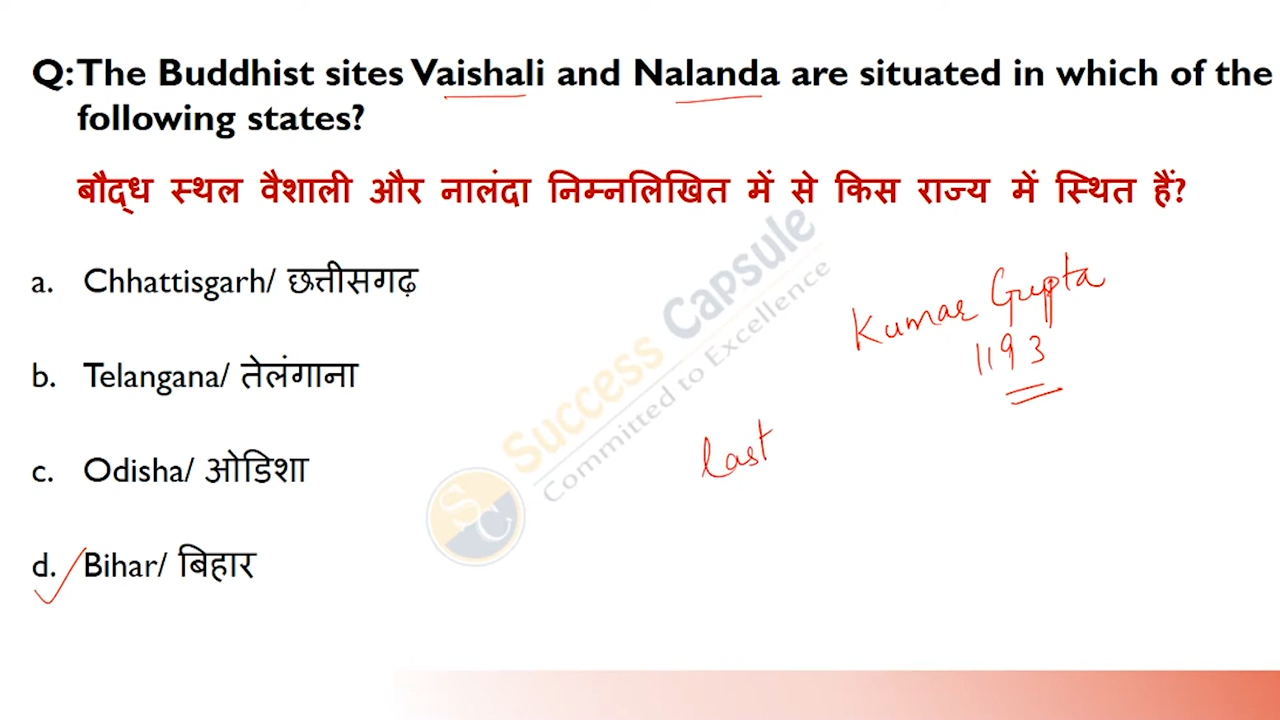 Q: The Buddhist sites Vaishali and Nalanda are situated in which of the
following states?
बौद्ध स्थल वैशाली और नालंदा निम्नलिखित में से किस राज्य में स्थित हैं?
a. Chhattisgarh/ छत्तीसगढ़
b. Telangana/ तेलंगाना
c. Odisha/ ओडिशा
d. Bihar/ बिहार
Kumar Gupta
1193
last
SC
Success Capsule
Committed to Excellence